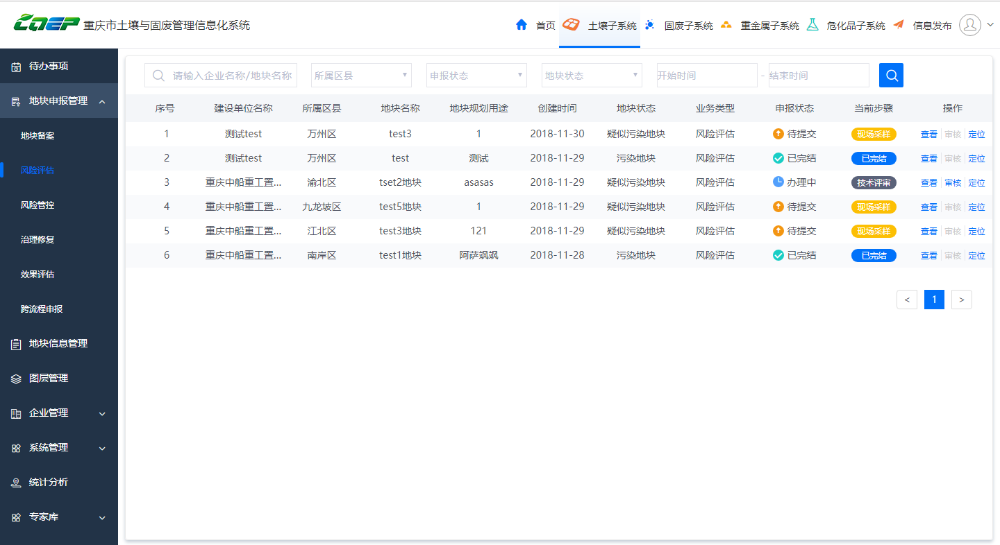 CQEP 重庆市土壤与固废管理信息化系统 首页 土壤子系统 固废子系统 重金属子系统 危化品子系统 信息发布
待办事项
地块申报管理
地块备案
风险评估
风险管控
治理修复
效果评估
跨流程申报
地块信息管理
图层管理
企业管理
系统管理
统计分析
专家库
请输入企业名称/地块名称 所属区县 申报状态 地块状态 开始时间 - 结束时间
序号 建设单位名称 所属区县 地块名称 地块规划用途 创建时间 地块状态 业务类型 申报状态 当前步骤 操作
1 测试test 万州区 test3 1 2018-11-30 疑似污染地块 风险评估 待提交 现场采样 查看 审核 定位
2 测试test 万州区 test 测试 2018-11-29 污染地块 风险评估 已完结 已完结 查看 审核 定位
3 重庆中船重工置... 渝北区 tset2地块 asasas 2018-11-29 疑似污染地块 风险评估 办理中 技术评审 查看 审核 定位
4 重庆中船重工置... 九龙坡区 test5地块 1 2018-11-29 疑似污染地块 风险评估 待提交 现场采样 查看 审核 定位
5 重庆中船重工置... 江北区 test3地块 121 2018-11-29 疑似污染地块 风险评估 待提交 现场采样 查看 审核 定位
6 重庆中船重工置... 南岸区 test1地块 阿萨飒飒 2018-11-28 污染地块 风险评估 已完结 已完结 查看 审核 定位
< 1 >